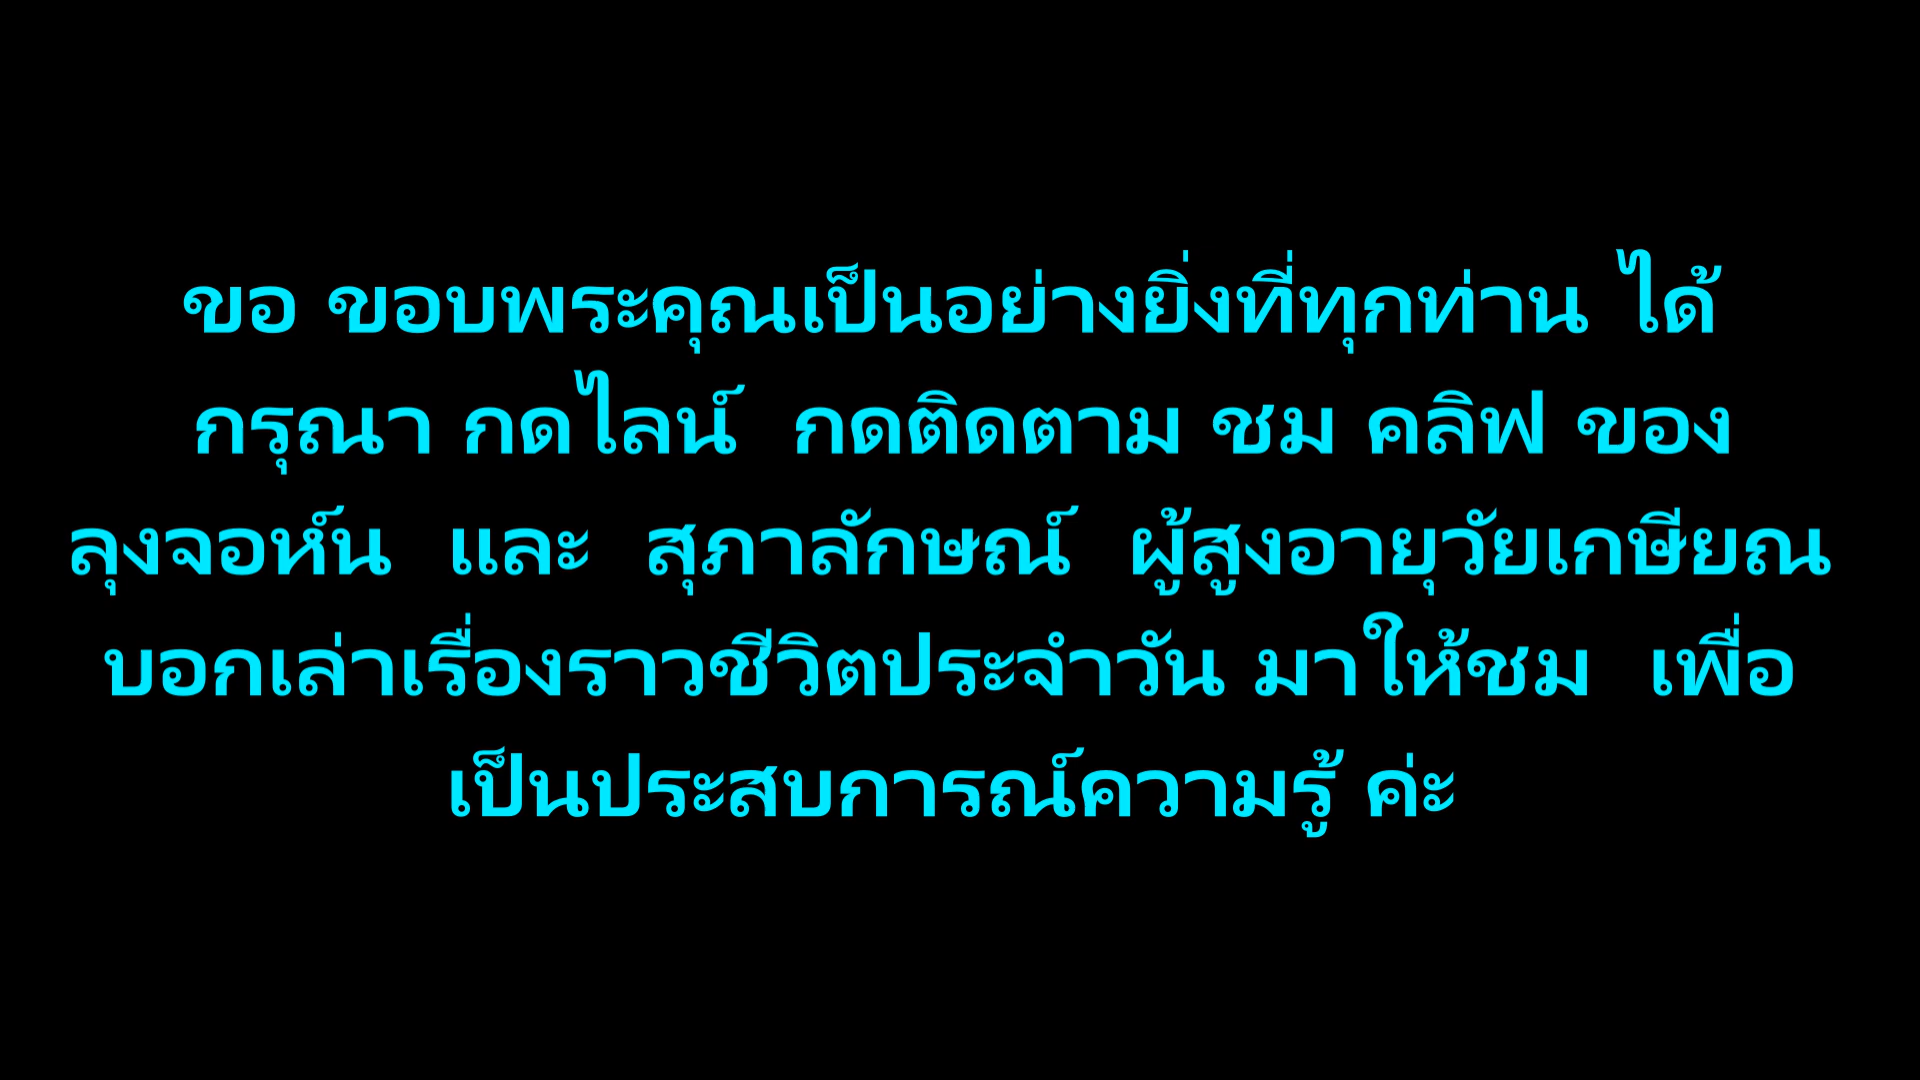 ขอ ขอบพระคุณเป็นอย่างยิ่งที่ทุกท่าน ได้
กรุณา กดไลน์ กดติดตาม ชม คลิฟ ของ
ลุงจอห์น และ สุภาลักษณ์ ผู้สูงอายุวัยเกษียณ
บอกเล่าเรื่องราวชีวิตประจำวัน มาให้ชม เพื่อ
เป็นประสบการณ์ความรู้ ค่ะ